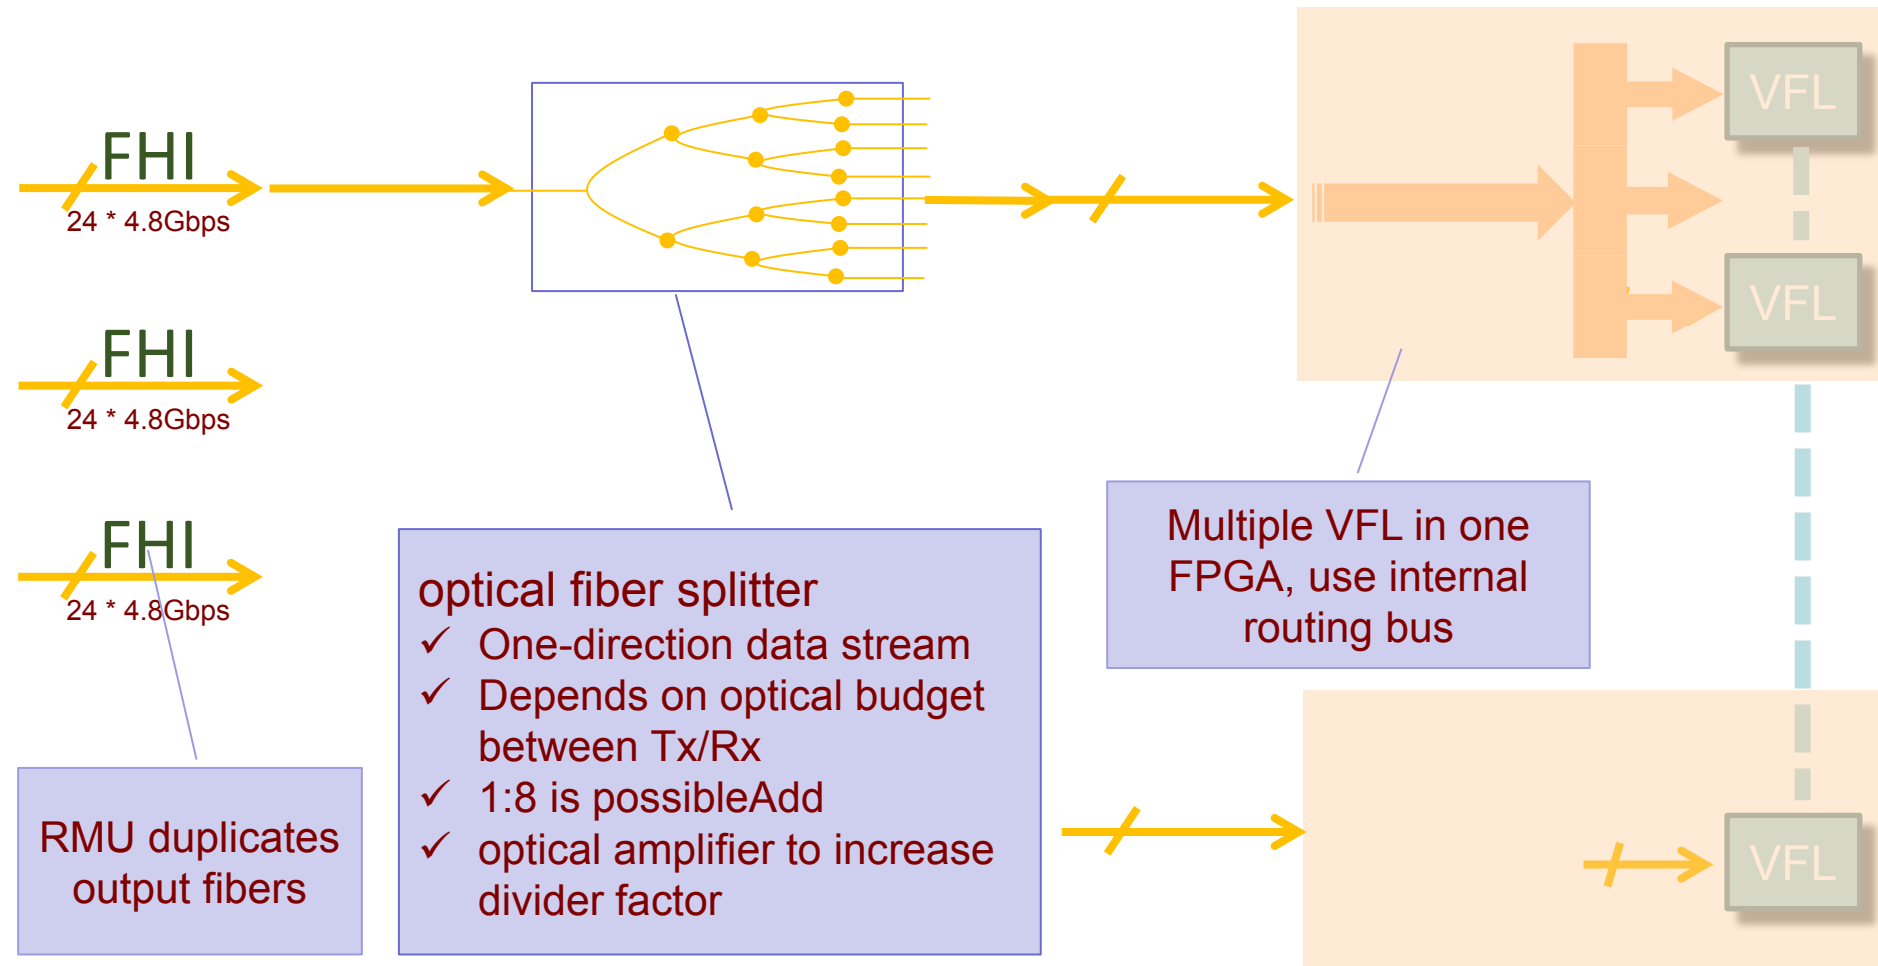 FHI
24 * 4.8Gbps
FHI
24 * 4.8Gbps
FHI
24 * 4.8Gbps
RMU duplicates
output fibers
optical fiber splitter
✓ One-direction data stream
✓ Depends on optical budget
between Tx/Rx
✓ 1:8 is possibleAdd
✓ optical amplifier to increase
divider factor
Multiple VFL in one
FPGA, use internal
routing bus
VFL
VFL
VFL